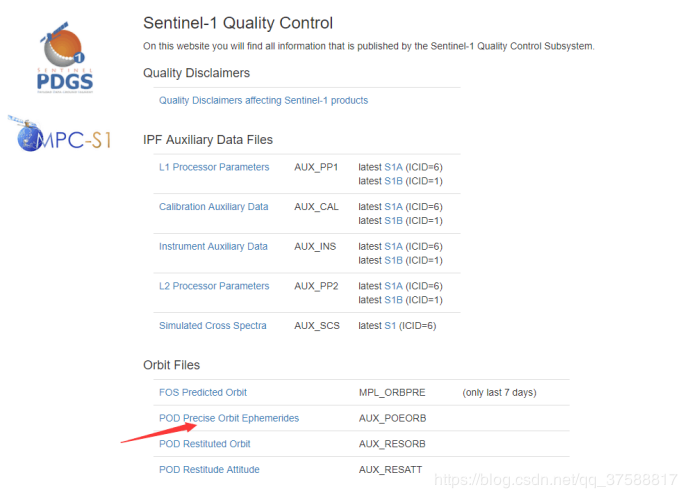 Sentinel-1 Quality Control
On this website you will find all information that is published by the Sentinel-1 Quality Control Subsystem.
SENTINEL
1
PDGS
MPC-S1
Quality Disclaimers
Quality Disclaimers affecting Sentinel-1 products
IPF Auxiliary Data Files
L1 Processor Parameters AUX_PP1 latest S1A (ICID=6)
latest S1B (ICID=1)
Calibration Auxiliary Data AUX_CAL latest S1A (ICID=6)
latest S1B (ICID=1)
Instrument Auxiliary Data AUX_INS latest S1A (ICID=6)
latest S1B (ICID=1)
L2 Processor Parameters AUX_PP2 latest S1A (ICID=6)
latest S1B (ICID=1)
Simulated Cross Spectra AUX_SCS latest S1 (ICID=6)
Orbit Files
FOS Predicted Orbit MPL_ORBPRE (only last 7 days)
POD Precise Orbit Ephemerides AUX_POEORB
POD Restituted Orbit AUX_RESORB
POD Restitude Attitude AUX_RESATT
https://blog.csdn.net/qq_37588817